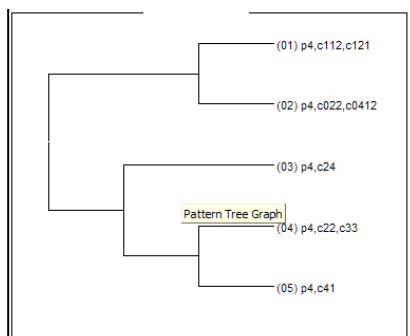 (01) p4,c112,c121
(02) p4,c022,c0412
(03) p4,c24
Pattern Tree Graph
(04) p4,c22,c33
(05) p4,c41